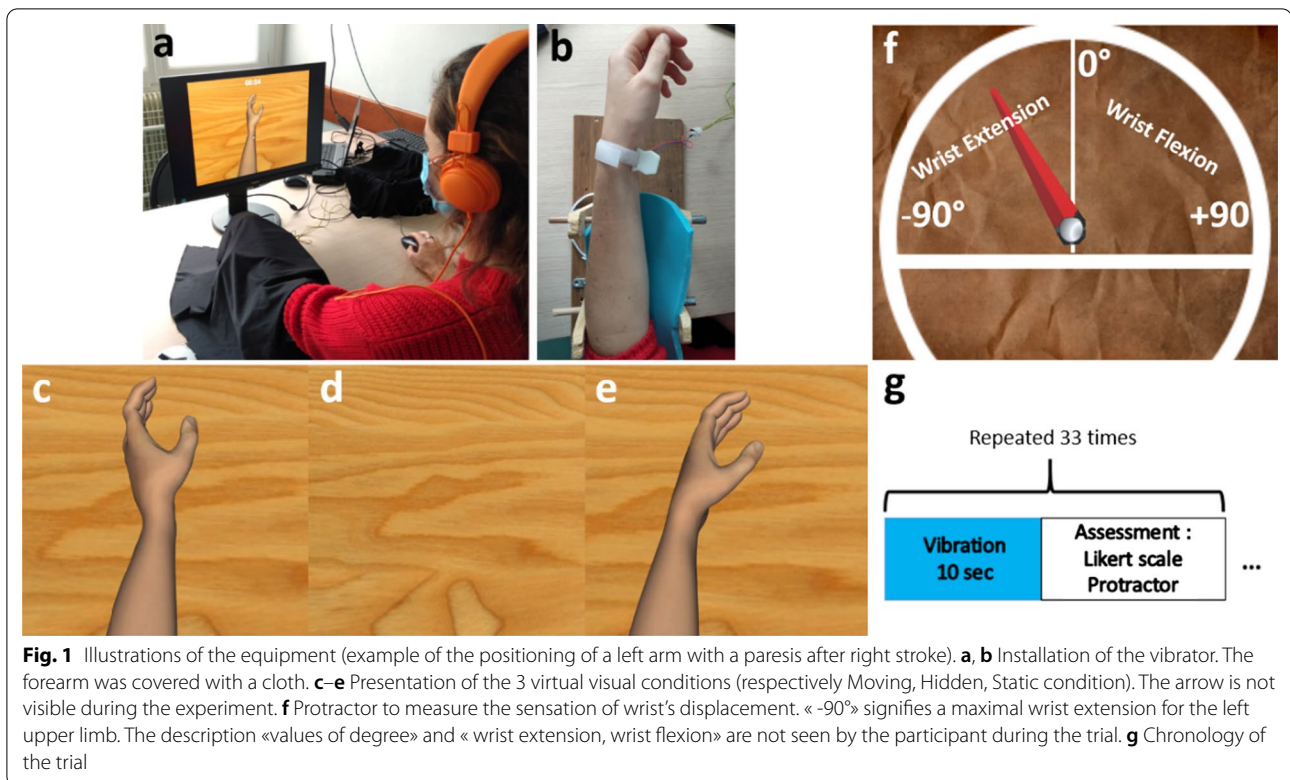 a
00:04
b
f
0°
Wrist Extension
Wrist Flexion
-90°
+90
c
d
e
g
Repeated 33 times
Vibration
10 sec
Assessment :
Likert scale
Protractor
...
Fig. 1 Illustrations of the equipment (example of the positioning of a left arm with a paresis after right stroke). a, b Installation of the vibrator. The
forearm was covered with a cloth. c–e Presentation of the 3 virtual visual conditions (respectively Moving, Hidden, Static condition). The arrow is not
visible during the experiment. f Protractor to measure the sensation of wrist’s displacement. « -90°» signifies a maximal wrist extension for the left
upper limb. The description «values of degree» and « wrist extension, wrist flexion» are not seen by the participant during the trial. g Chronology of
the trial